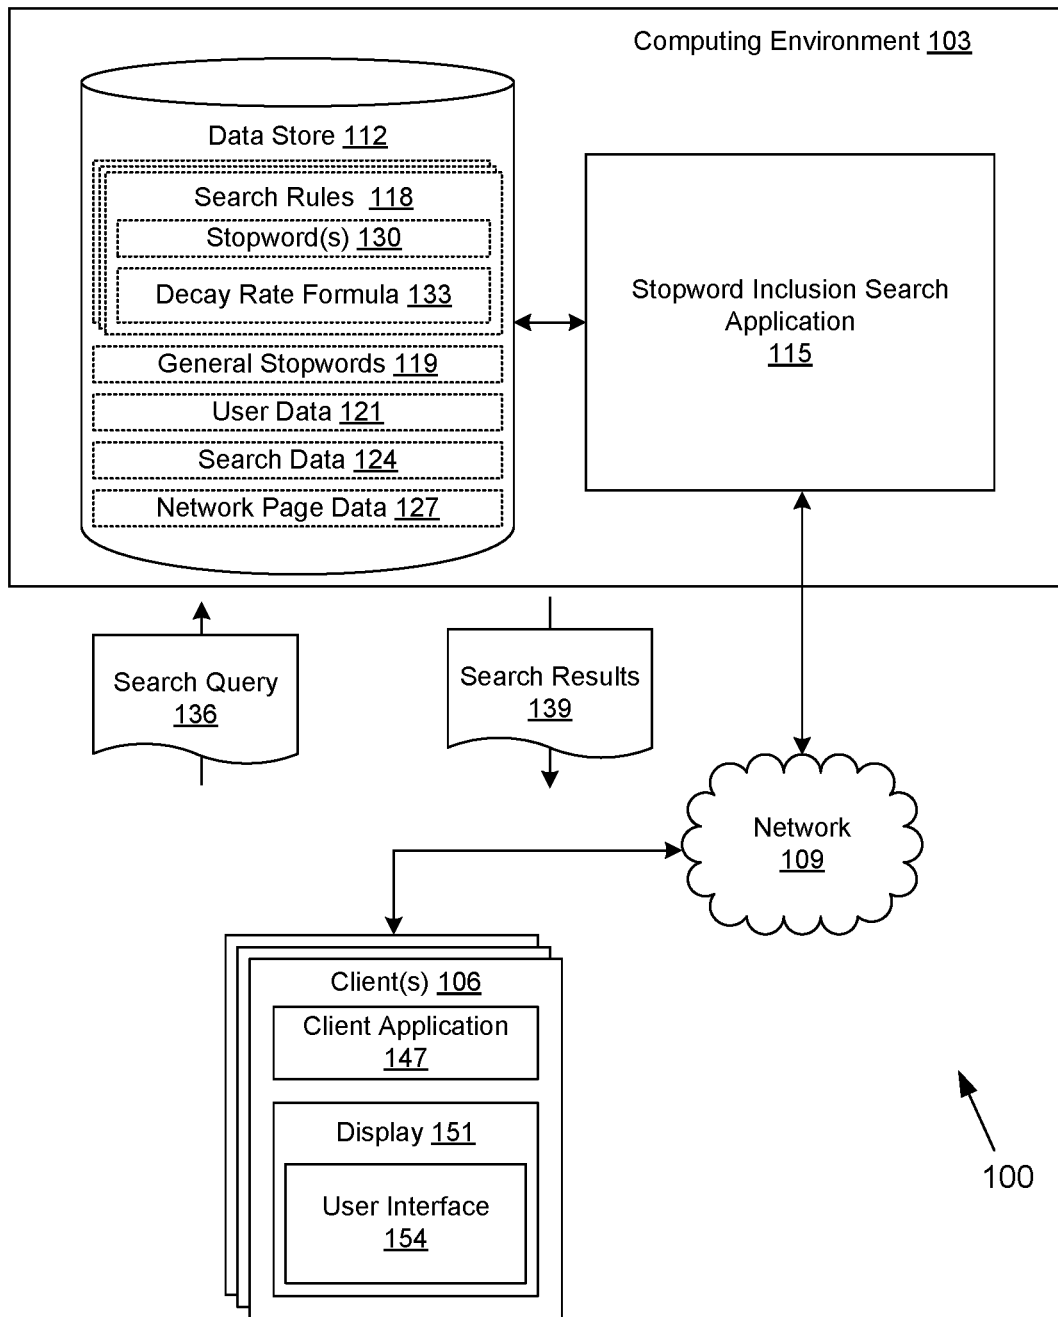 Computing Environment 103
Data Store 112
Search Rules 118
Stopword(s) 130
Decay Rate Formula 133
General Stopwords 119
User Data 121
Search Data 124
Network Page Data 127
Stopword Inclusion Search
Application
115
Search Query
136
Search Results
139
Network
109
Client(s) 106
Client Application
147
Display 151
User Interface
154
100